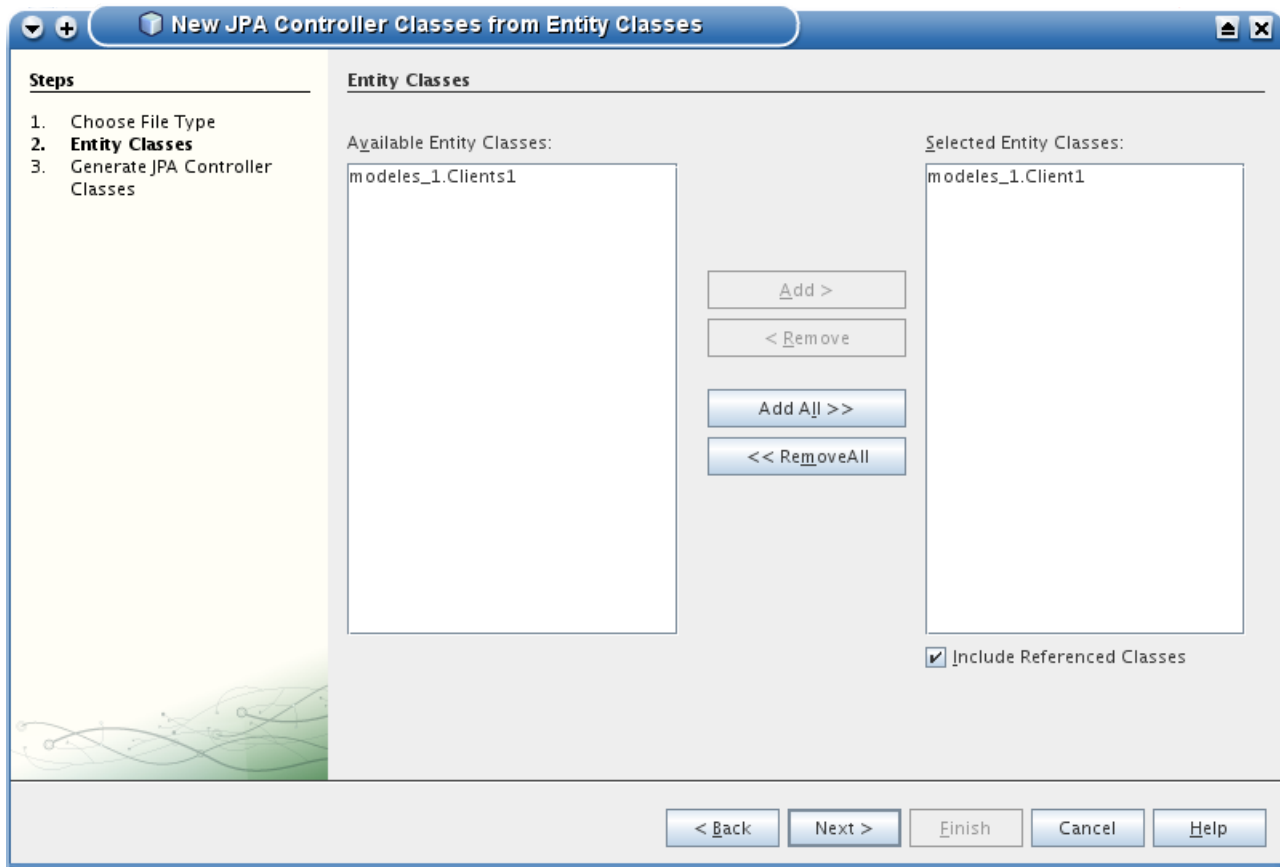 New JPA Controller Classes from Entity Classes
Steps
1. Choose File Type
2. Entity Classes
3. Generate JPA Controller
Classes
Entity Classes
Available Entity Classes:
modeles_1.Clients1
Add >
< Remove
Add All >>
<< RemoveAll
Selected Entity Classes:
modeles_1.Client1
Include Referenced Classes
< Back
Next >
Finish
Cancel
Help